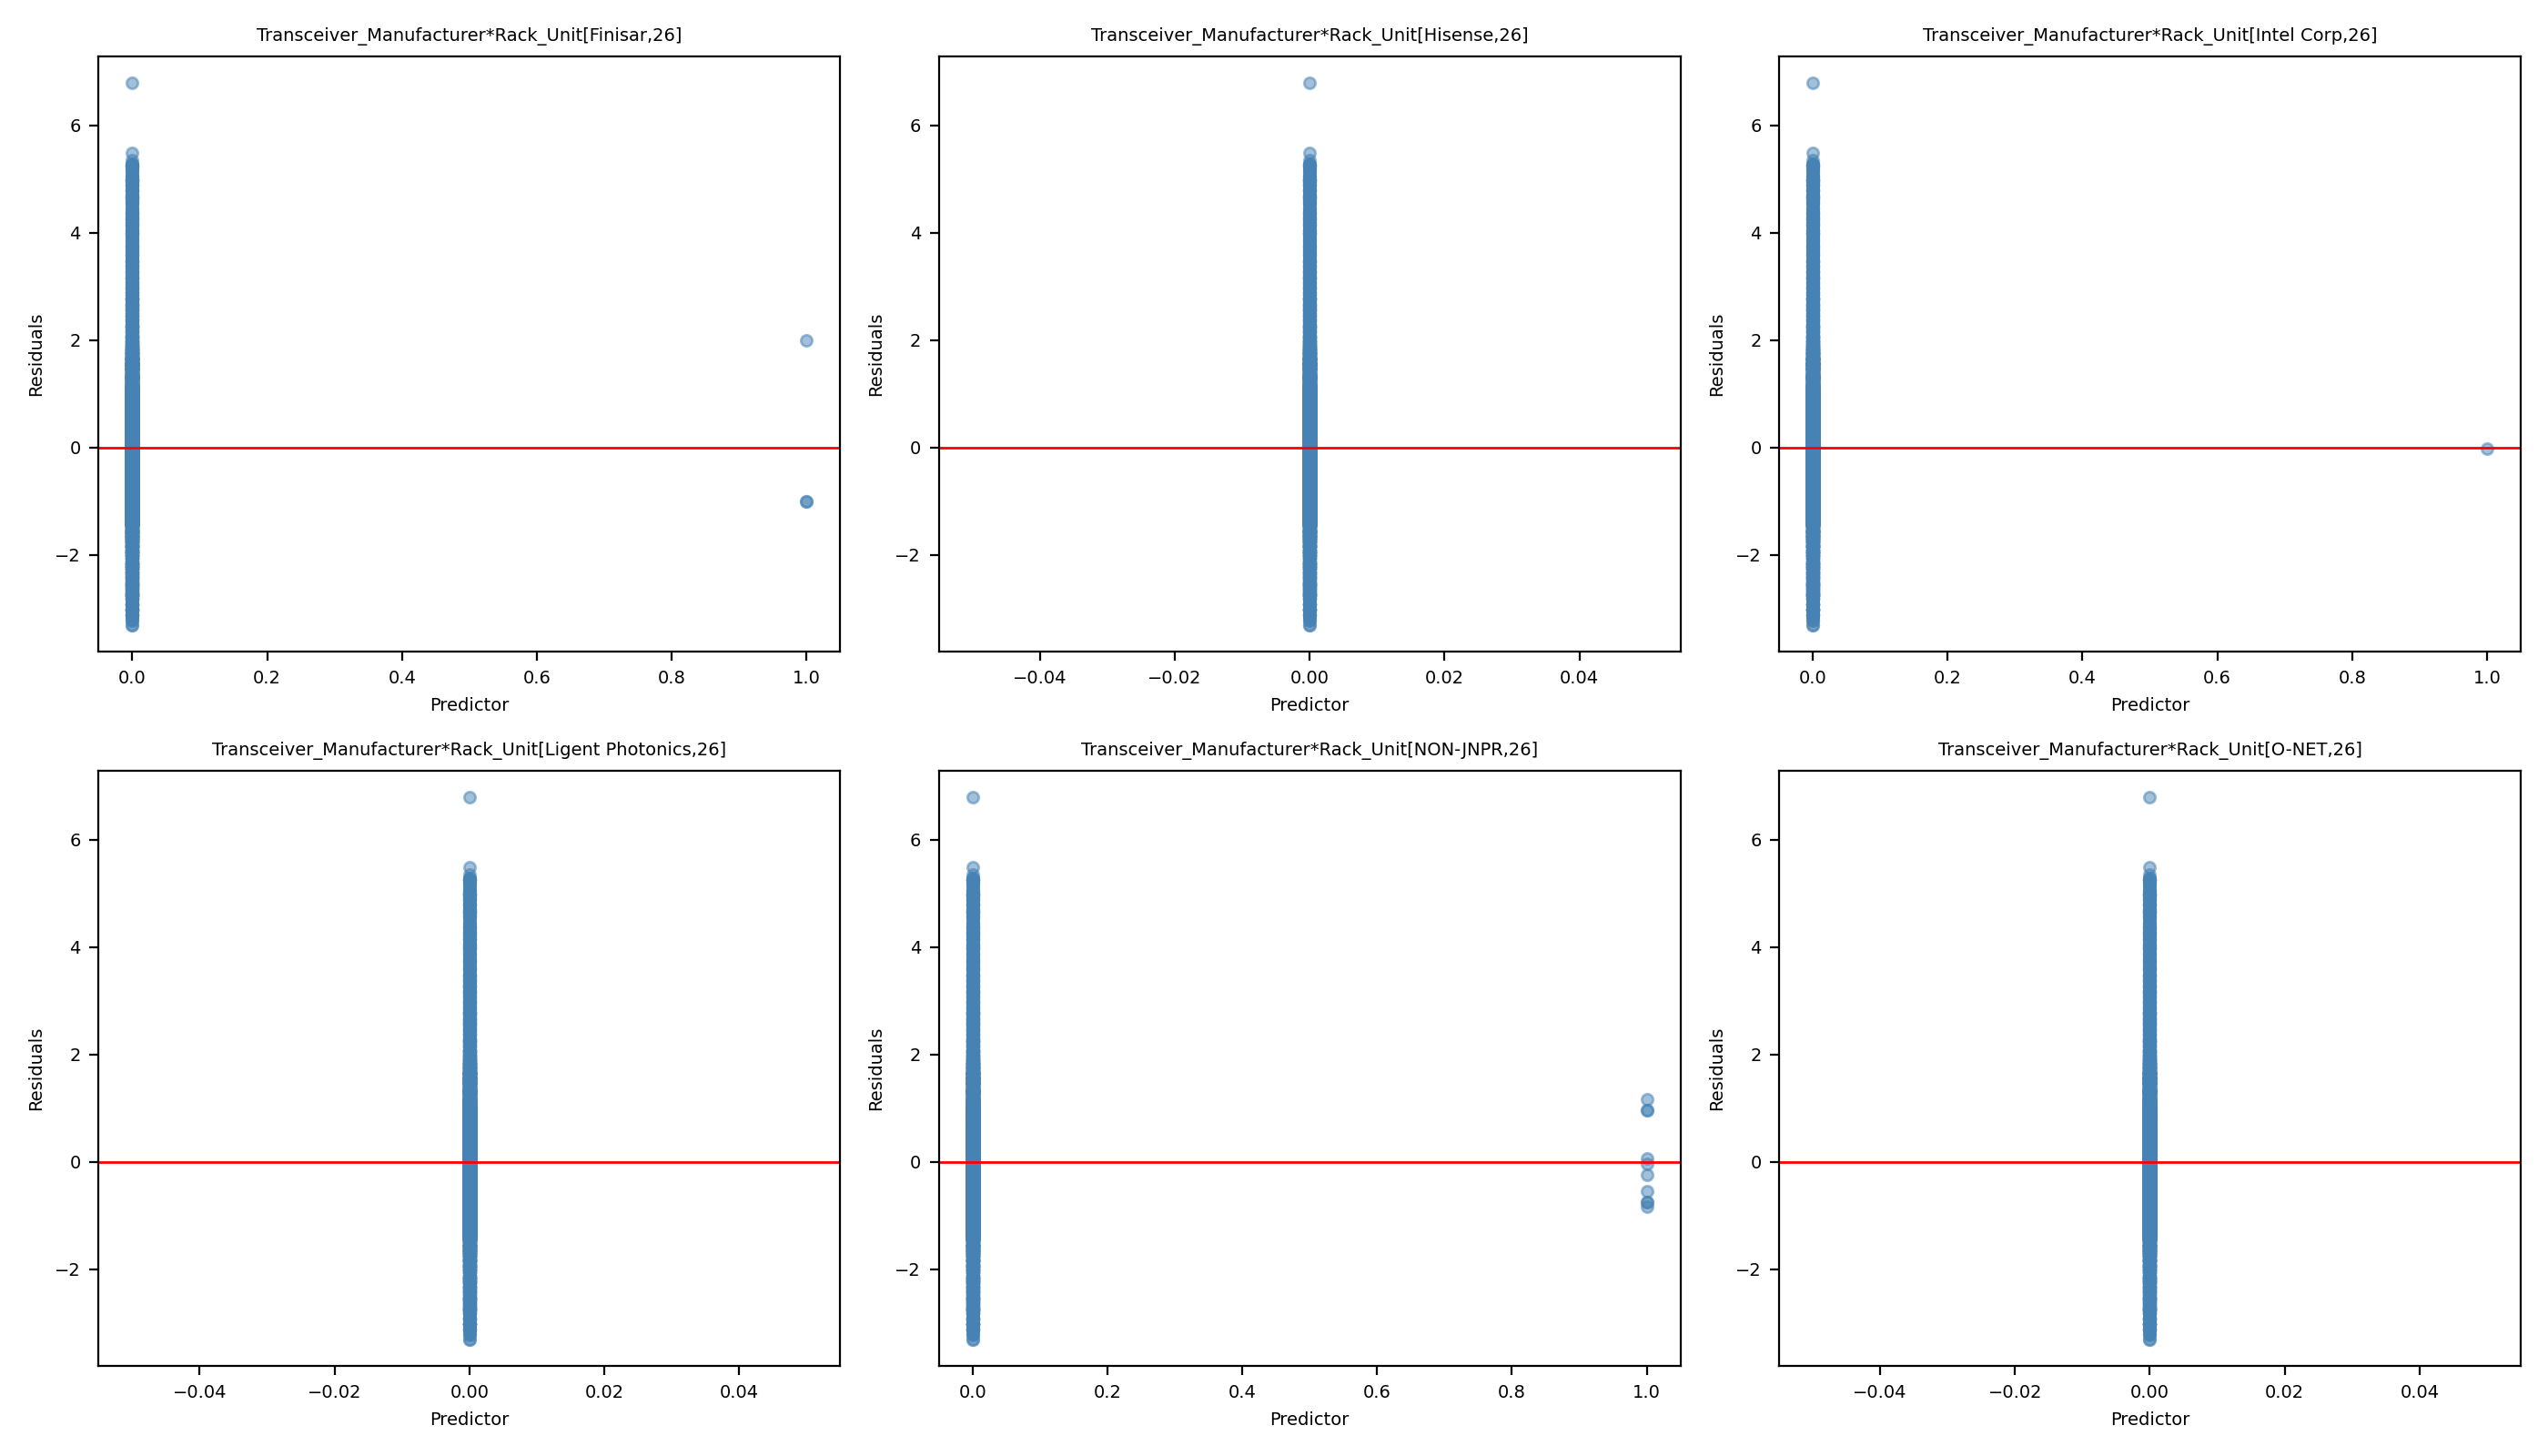 Transceiver_Manufacturer*Rack_Unit[Finisar,26]
Residuals
6
4
2
0
−2
0.0 0.2 0.4 0.6 0.8 1.0
Predictor
Transceiver_Manufacturer*Rack_Unit[Hisense,26]
Residuals
6
4
2
0
−2
−0.04 −0.02 0.00 0.02 0.04
Predictor
Transceiver_Manufacturer*Rack_Unit[Intel Corp,26]
Residuals
6
4
2
0
−2
0.0 0.2 0.4 0.6 0.8 1.0
Predictor
Transceiver_Manufacturer*Rack_Unit[Ligent Photonics,26]
Residuals
6
4
2
0
−2
−0.04 −0.02 0.00 0.02 0.04
Predictor
Transceiver_Manufacturer*Rack_Unit[NON-JNPR,26]
Residuals
6
4
2
0
−2
0.0 0.2 0.4 0.6 0.8 1.0
Predictor
Transceiver_Manufacturer*Rack_Unit[O-NET,26]
Residuals
6
4
2
0
−2
−0.04 −0.02 0.00 0.02 0.04
Predictor